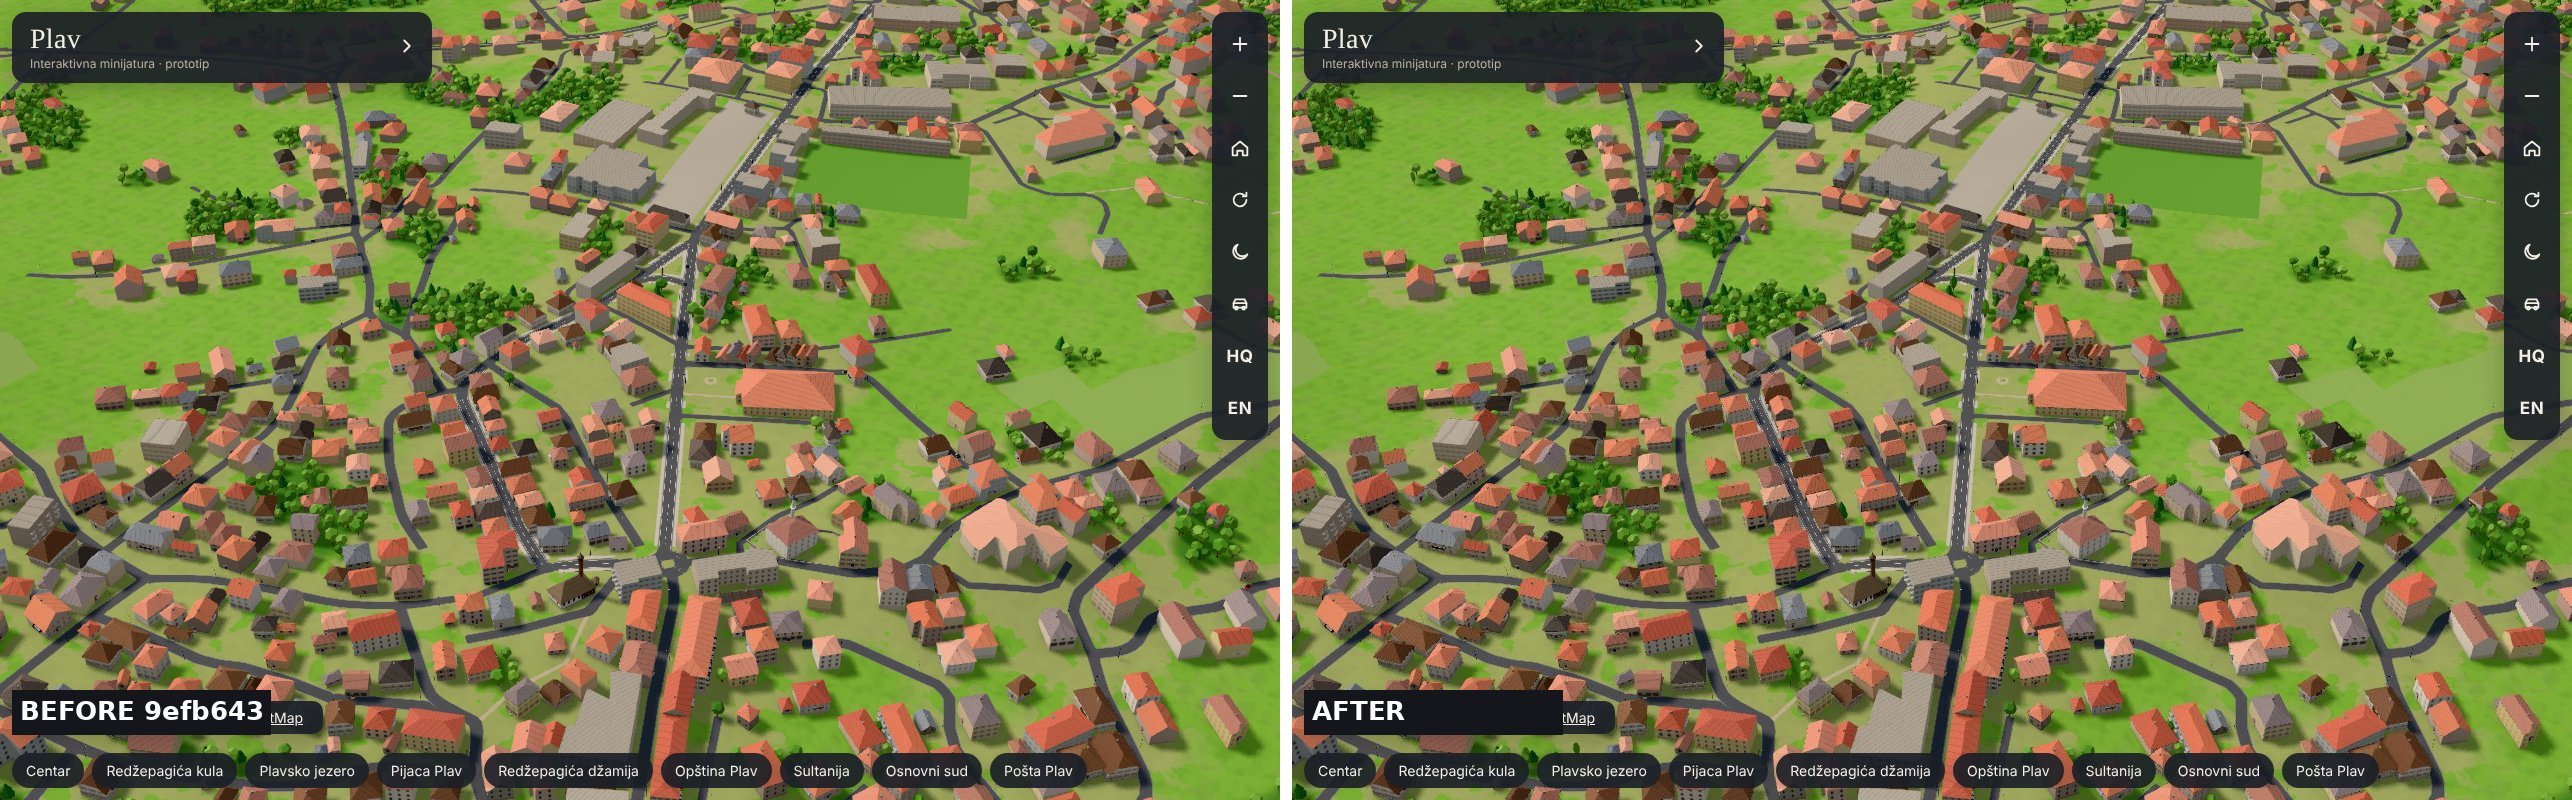 Plav
Interaktivna minijatura · prototip
HQ
EN
BEFORE 9efb643
tMap
Centar
Redžepagića kula
Plavsko jezero
Pijaca Plav
Redžepagića džamija
Opština Plav
Sultanija
Osnovni sud
Pošta Plav
Plav
Interaktivna minijatura · prototip
HQ
EN
AFTER
tMap
Centar
Redžepagića kula
Plavsko jezero
Pijaca Plav
Redžepagića džamija
Opština Plav
Sultanija
Osnovni sud
Pošta Plav